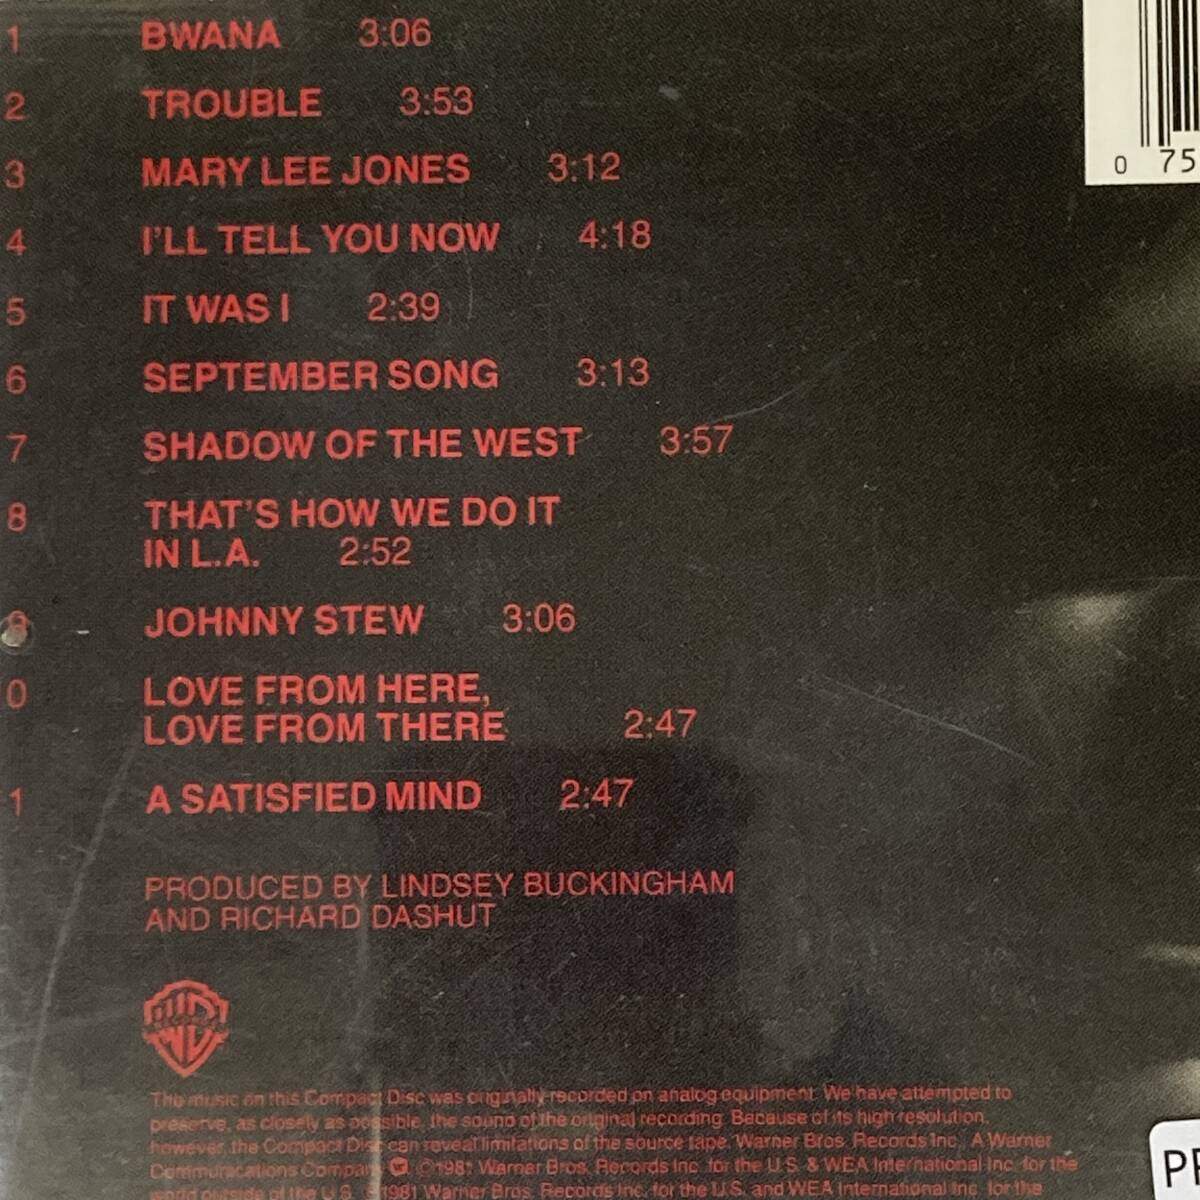 1 BWANA 3:06
2 TROUBLE 3:53
3 MARY LEE JONES 3:12
4 I'LL TELL YOU NOW 4:18
5 IT WAS I 2:39
6 SEPTEMBER SONG 3:13
7 SHADOW OF THE WEST 3:57
8 THAT'S HOW WE DO IT
IN L.A. 2:52
9 JOHNNY STEW 3:06
0 LOVE FROM HERE,
LOVE FROM THERE 2:47
1 A SATISFIED MIND 2:47
PRODUCED BY LINDSEY BUCKINGHAM
AND RICHARD DASHUT
The music on this Compact Disc was originally recorded on analog equipment. We have attempted to
preserve, as closely as possible, the sound of the original recording. Because of its high resolution,
however, the Compact Disc can reveal limitations of the source tape. Warner Bros. Records Inc., A Warner
Communications Company ©1981 Warner Bros. Records Inc. for the U.S. & WEA International Inc. for the
world outside of the U.S. ℗1981 Warner Bros. Records Inc. for the U.S. and WEA International Inc. for the
0 75
PR